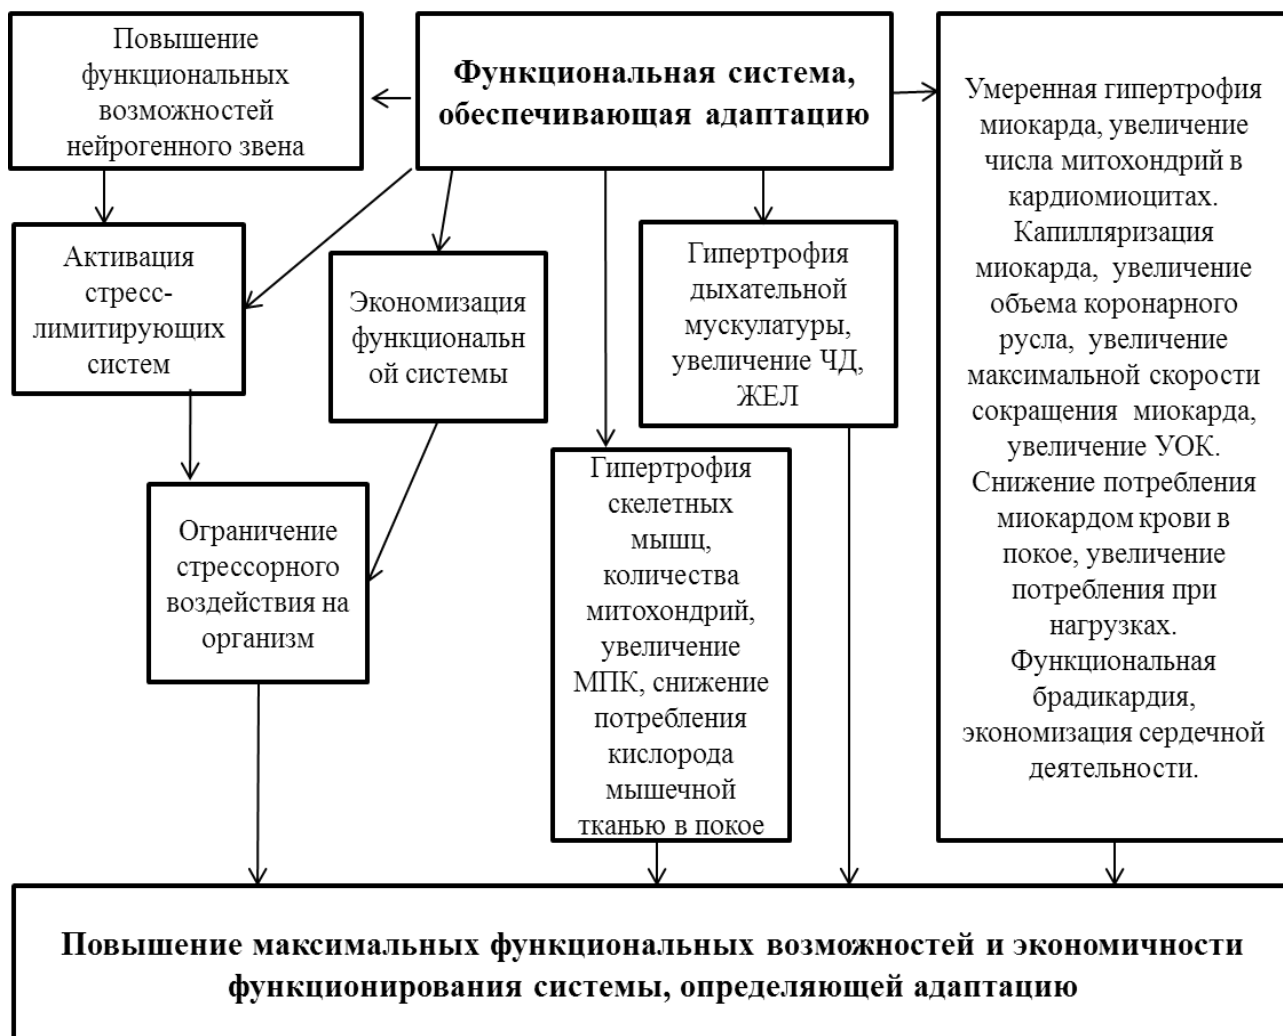 Повышение
функциональных
возможностей
нейрогенного звена
Функциональная система,
обеспечивающая адаптацию
Умеренная гипертрофия
миокарда, увеличение
числа митохондрий в
кардиомиоцитах.
Капилляризация
миокарда, увеличение
объема коронарного
русла, увеличение
максимальной скорости
сокращения миокарда,
увеличение УОК.
Снижение потребления
миокардом крови в
покое, увеличение
потребления при
нагрузках.
Функциональная
брадикардия,
экономизация сердечной
деятельности.
Активация
стресс-
лимитирующих
систем
Экономизация
функциональн
ой системы
Гипертрофия
дыхательной
мускулатуры,
увеличение ЧД,
ЖЕЛ
Ограничение
стрессорного
воздействия на
организм
Гипертрофия
скелетных
мышц,
количества
митохондрий,
увеличение
МПК, снижение
потребления
кислорода
мышечной
тканью в покое
Повышение максимальных функциональных возможностей и экономичности
функционирования системы, определяющей адаптацию